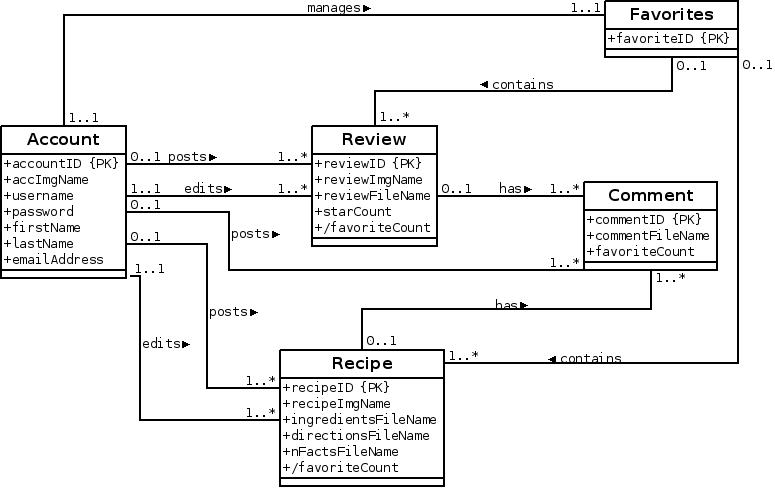 manages►
1..1
Favorites
+favoriteID {PK}
0..1
0..1
◄ contains
1..1
1..*
Account
+accountID {PK}
+accImgName
+username
+password
+firstName
+lastName
+emailAddress
0..1
posts►
1..*
1..1
edits►
1..*
0..1
0..1
1..1
Review
+reviewID {PK}
+reviewImgName
+reviewFileName
+starCount
+/favoriteCount
0..1
has►
1..*
Comment
+commentID {PK}
+commentFileName
+favoriteCount
posts►
1..*
1..*
has►
posts►
0..1
edits►
1..*
◄ contains
Recipe
+recipeID {PK}
+recipeImgName
+ingredientsFileName
+directionsFileName
+nFactsFileName
+/favoriteCount
1..*
1..*